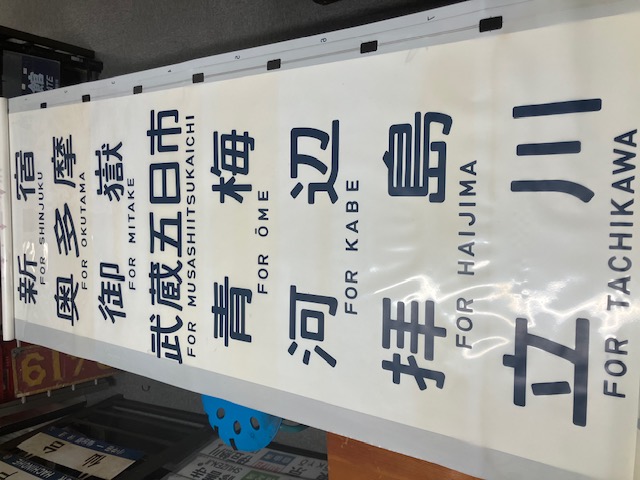 新宿
FOR SHINJUKU
奥多摩
FOR OKUTAMA
御嶽
FOR MITAKE
武蔵五日市
FOR MUSASHIITSUKAICHI
青梅
FOR ŌME
河辺
FOR KABE
拝島
FOR HAIJIMA
立川
FOR TACHIKAWA